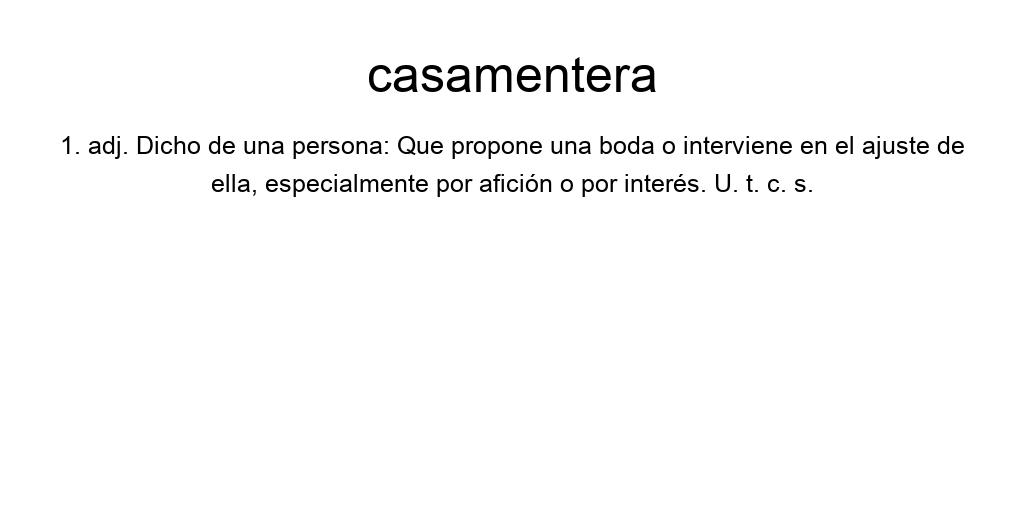 casamentera
1. adj. Dicho de una persona: Que propone una boda o interviene en el ajuste de
ella, especialmente por afición o por interés. U. t. c. s.